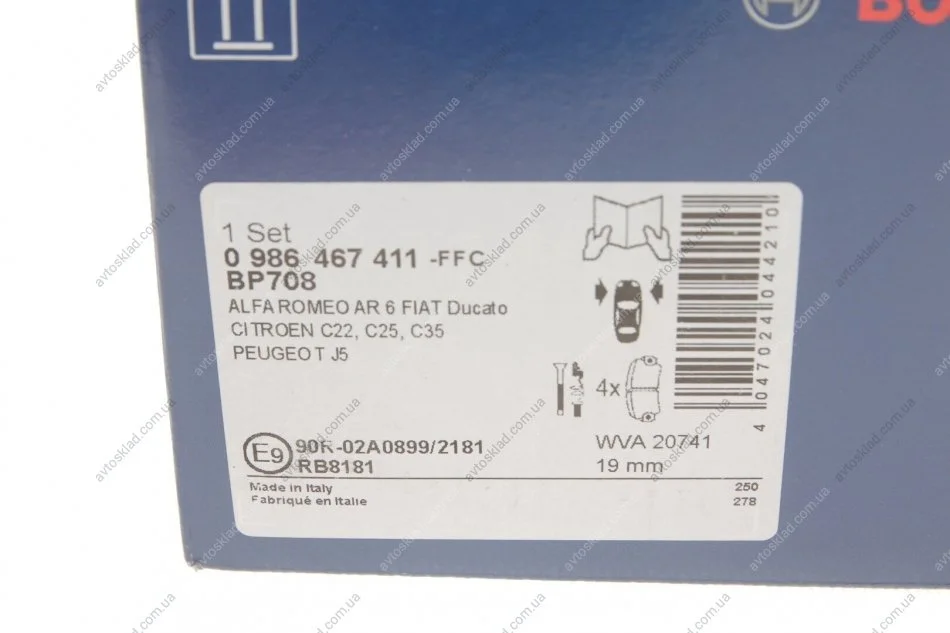 BO
1 Set
0 986 467 411 -FFC
BP708
ALFA ROMEO AR 6 FIAT Ducato
CITROEN C22, C25, C35
PEUGEOT J5
4x
4 047024 044210
E9
90R-02A0899/2181
RB8181
WVA 20741
19 mm
Made in Italy
Fabriqué en Italie
250
278
avtosklad.com.ua